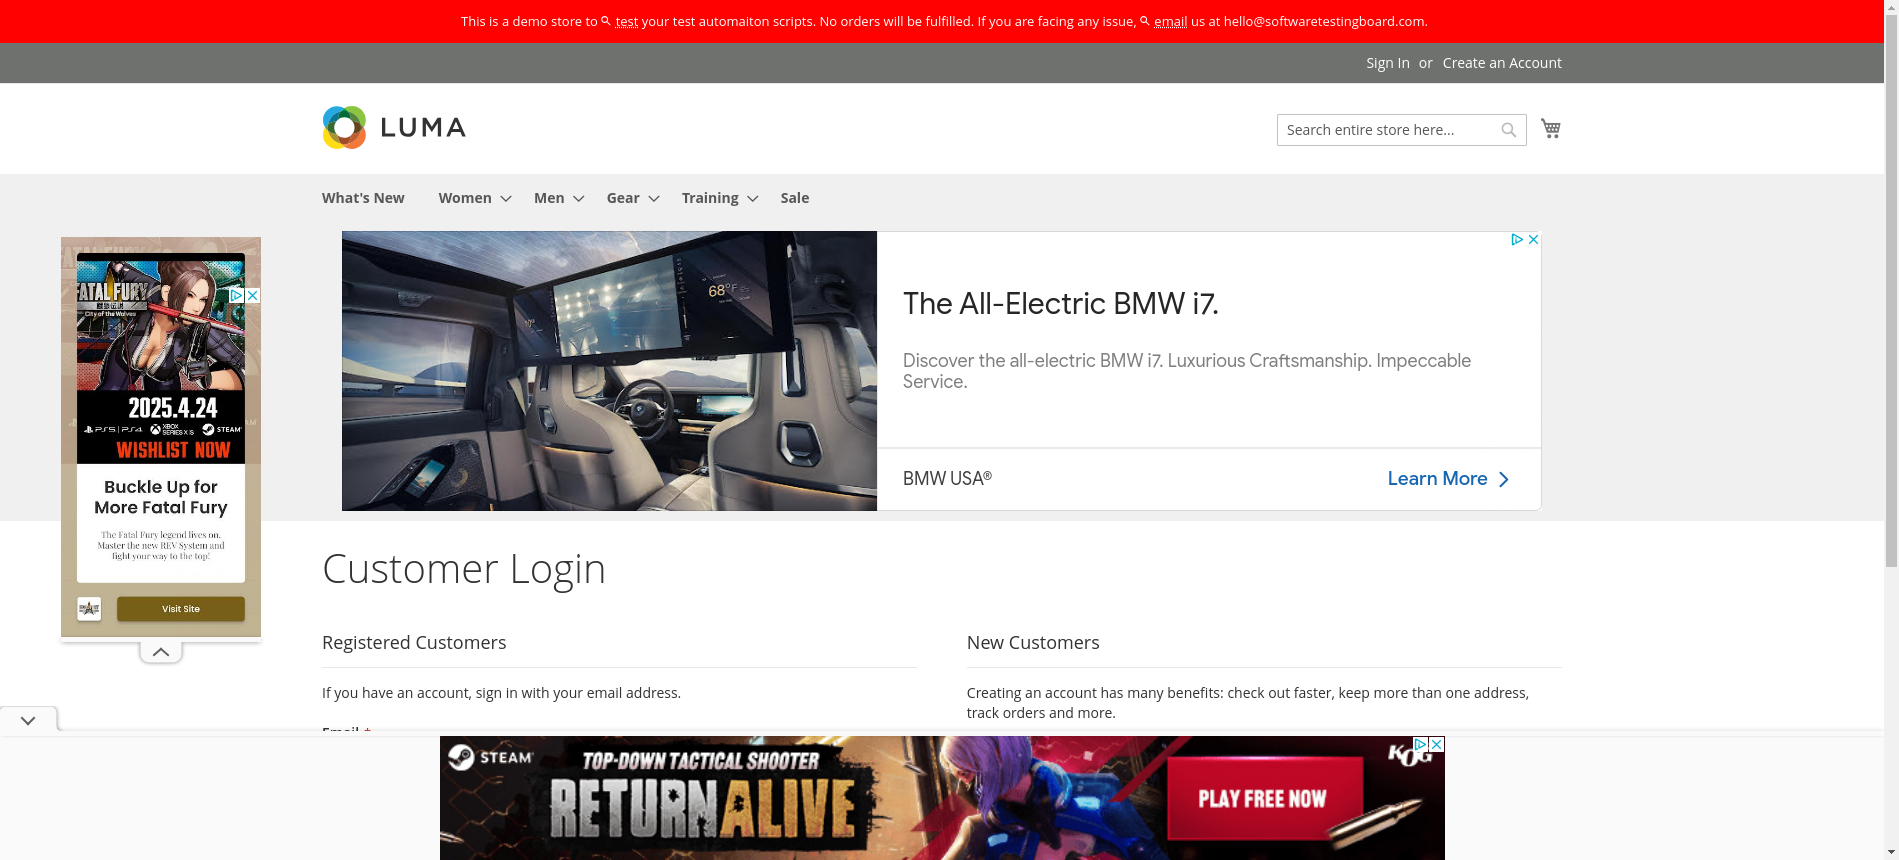 This is a demo store to test your test automaiton scripts. No orders will be fulfilled. If you are facing any issue, email us at hello@softwaretestingboard.com.
Sign In or Create an Account
LUMA
Search entire store here...
What's New Women Men Gear Training Sale
FATAL FURY
City of the Wolves
2025.4.24
PS5 | PS4 XBOX SERIES X|S STEAM
WISHLIST NOW
Buckle Up for
More Fatal Fury
The Fatal Fury legend lives on.
Master the new REV System and
fight your way to the top!
Visit Site
68°F
The All-Electric BMW i7.
Discover the all-electric BMW i7. Luxurious Craftsmanship. Impeccable
Service.
BMW USA®
Learn More
Customer Login
Registered Customers
If you have an account, sign in with your email address.
Email *
New Customers
Creating an account has many benefits: check out faster, keep more than one address,
track orders and more.
STEAM
TOP-DOWN TACTICAL SHOOTER
RETURN ALIVE
PLAY FREE NOW
KOG